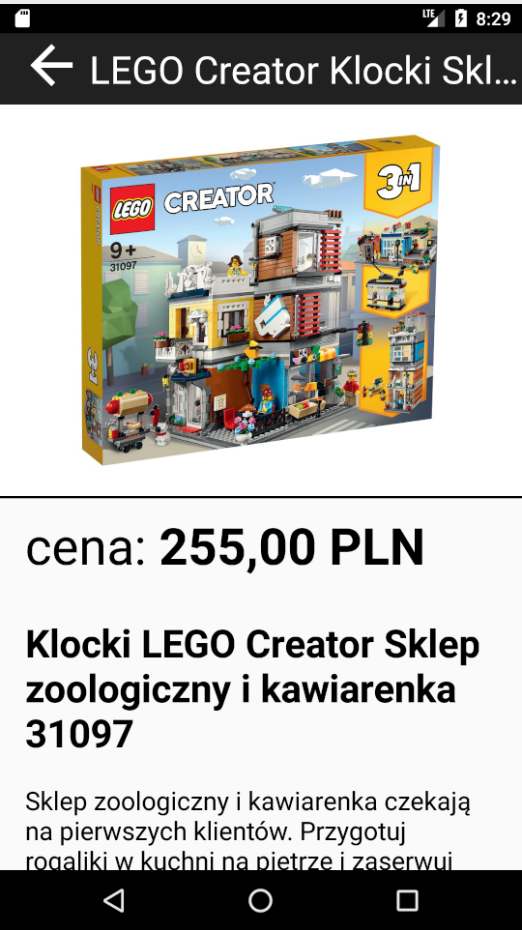 LTE 8:29
LEGO Creator Klocki Skl...
3IN1
LEGO CREATOR
9+
31097
3in1
cena: 255,00 PLN
Klocki LEGO Creator Sklep
zoologiczny i kawiarenka
31097
Sklep zoologiczny i kawiarenka czekają
na pierwszych klientów. Przygotuj
rogaliki w kuchni na piętrze i zaserwuj